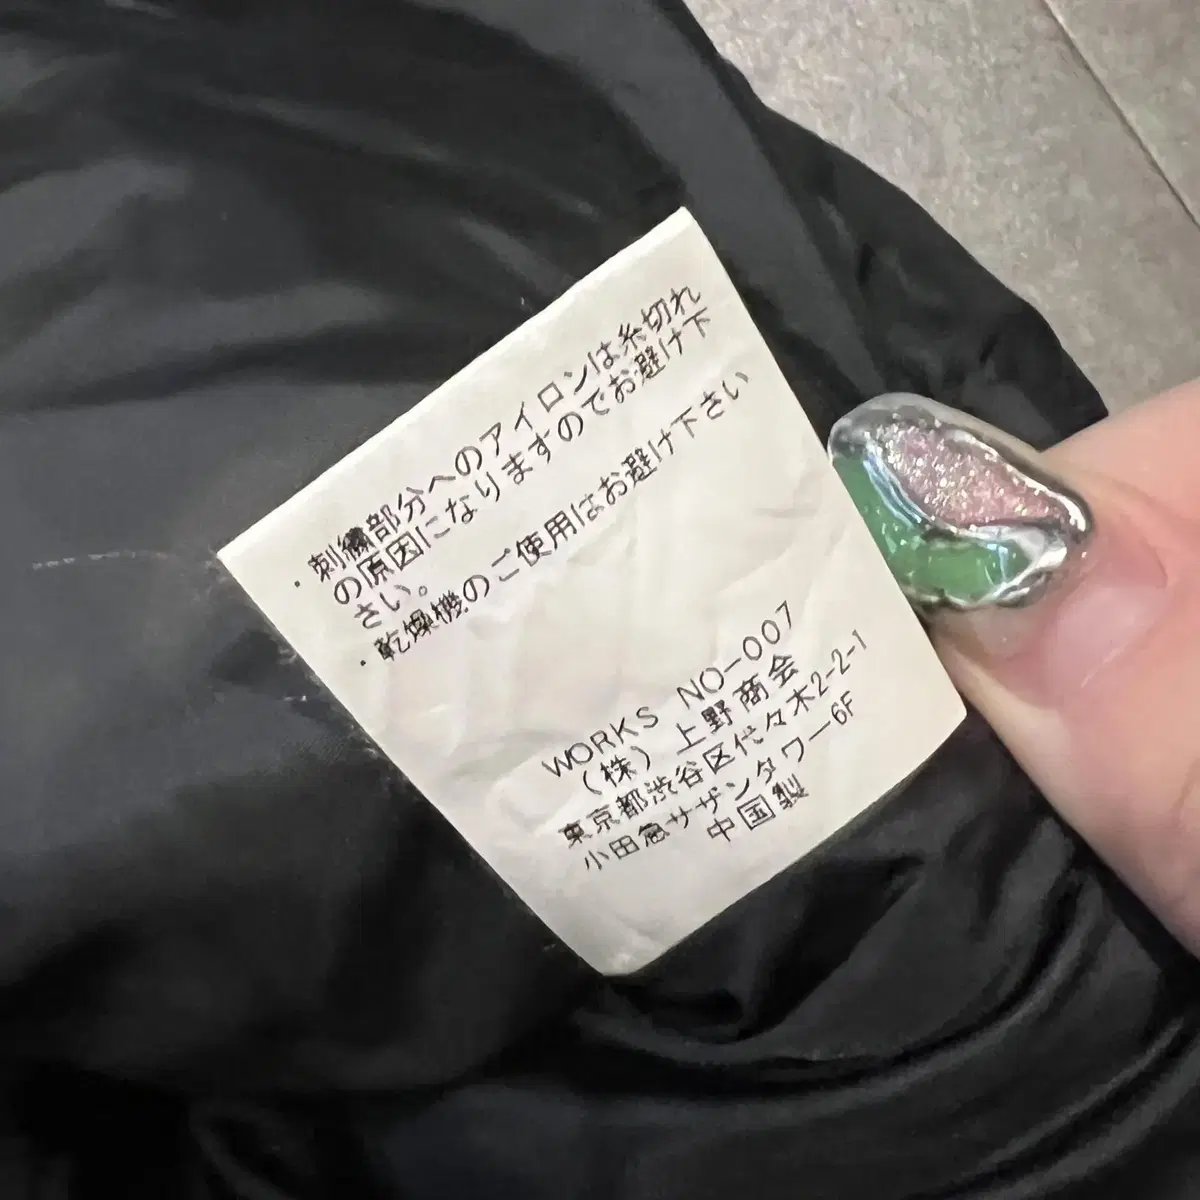 ・刺繍部分へのアイロンは糸切れ
の原因になりますのでお避け下
さい。
・乾燥機のご使用はお避け下さい
WORKS NO-007
(株)上野商会
東京都渋谷区代々木2-2-1
小田急サザンタワー6F
中国製